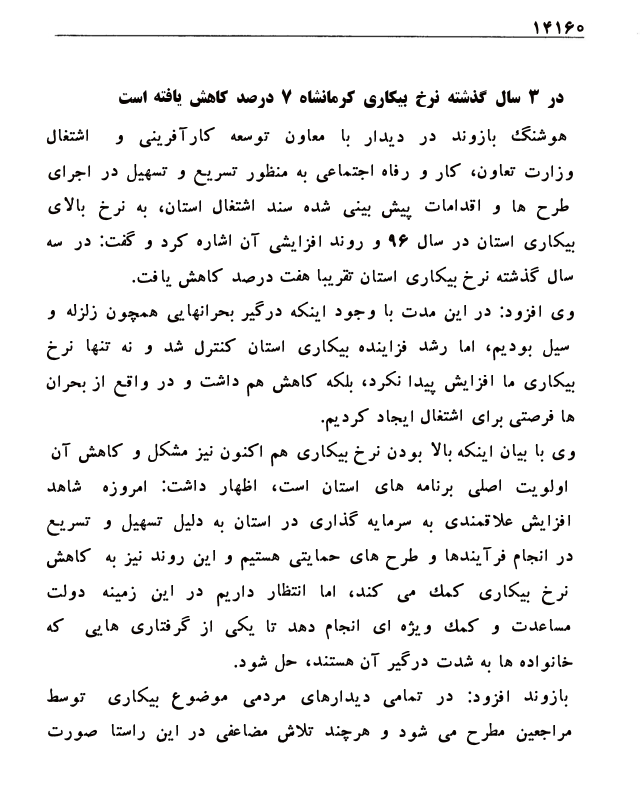 ۱۴۱۶۰
در ۳ سال گذشته نرخ بیکاری کرمانشاه ۷ درصد کاهش یافته است
هوشنگ بازوند در دیدار با معاون توسعه کارآفرینی و اشتغال
وزارت تعاون، کار و رفاه اجتماعی به منظور تسریع و تسهیل در اجرای
طرح ها و اقدامات پیش بینی شده سند اشتغال استان، به نرخ بالای
بیکاری استان در سال ۹۶ و روند افزایشی آن اشاره کرد و گفت: در سه
سال گذشته نرخ بیکاری استان تقریبا هفت درصد کاهش یافت.
وی افزود: در این مدت با وجود اینکه درگیر بحرانهایی همچون زلزله و
سیل بودیم، اما رشد فزاینده بیکاری استان کنترل شد و نه تنها نرخ
بیکاری ما افزایش پیدا نکرد، بلکه کاهش هم داشت و در واقع از بحران
ها فرصتی برای اشتغال ایجاد کردیم.
وی با بیان اینکه بالا بودن نرخ بیکاری هم اکنون نیز مشکل و کاهش آن
اولویت اصلی برنامه های استان است، اظهار داشت: امروزه شاهد
افزایش علاقمندی به سرمایه گذاری در استان به دلیل تسهیل و تسریع
در انجام فرآیندها و طرح های حمایتی هستیم و این روند نیز به کاهش
نرخ بیکاری کمک می کند، اما انتظار داریم در این زمینه دولت
مساعدت و کمک ویژه ای انجام دهد تا یکی از گرفتاری هایی که
خانواده ها به شدت درگیر آن هستند، حل شود.
بازوند افزود: در تمامی دیدارهای مردمی موضوع بیکاری توسط
مراجعین مطرح می شود و هرچند تلاش مضاعفی در این راستا صورت